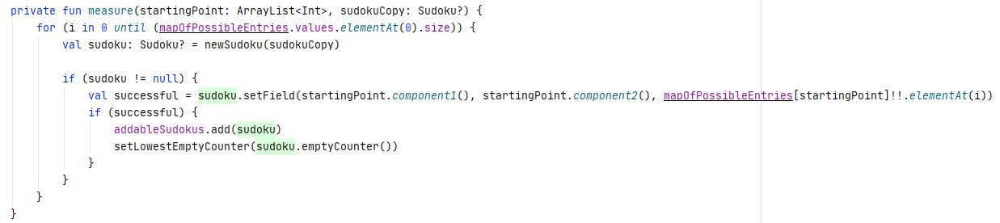 private fun measure(startingPoint: ArrayList<Int>, sudokuCopy: Sudoku?) {
    for (i in 0 until (mapOfPossibleEntries.values.elementAt(0).size)) {
        val sudoku: Sudoku? = newSudoku(sudokuCopy)

        if (sudoku != null) {
            val successful = sudoku.setField(startingPoint.component1(), startingPoint.component2(), mapOfPossibleEntries[startingPoint]!!.elementAt(i))
            if (successful) {
                addableSudokus.add(sudoku)
                setLowestEmptyCounter(sudoku.emptyCounter())
            }
        }
    }
}